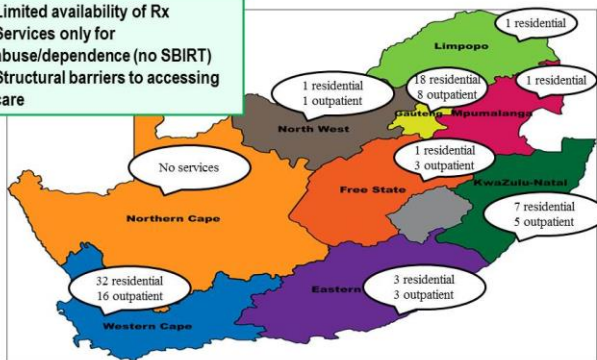 Limited availability of Rx
Services only for
abuse/dependence (no SBIRT)
Structural barriers to accessing
care
1 residential
Limpopo
1 residential
1 outpatient
18 residential
8 outpatient
1 residential
Gauteng
Mpumalanga
North West
No services
1 residential
3 outpatient
Free State
KwaZulu-Natal
Northern Cape
7 residential
5 outpatient
32 residential
16 outpatient
3 residential
3 outpatient
Eastern
Western Cape